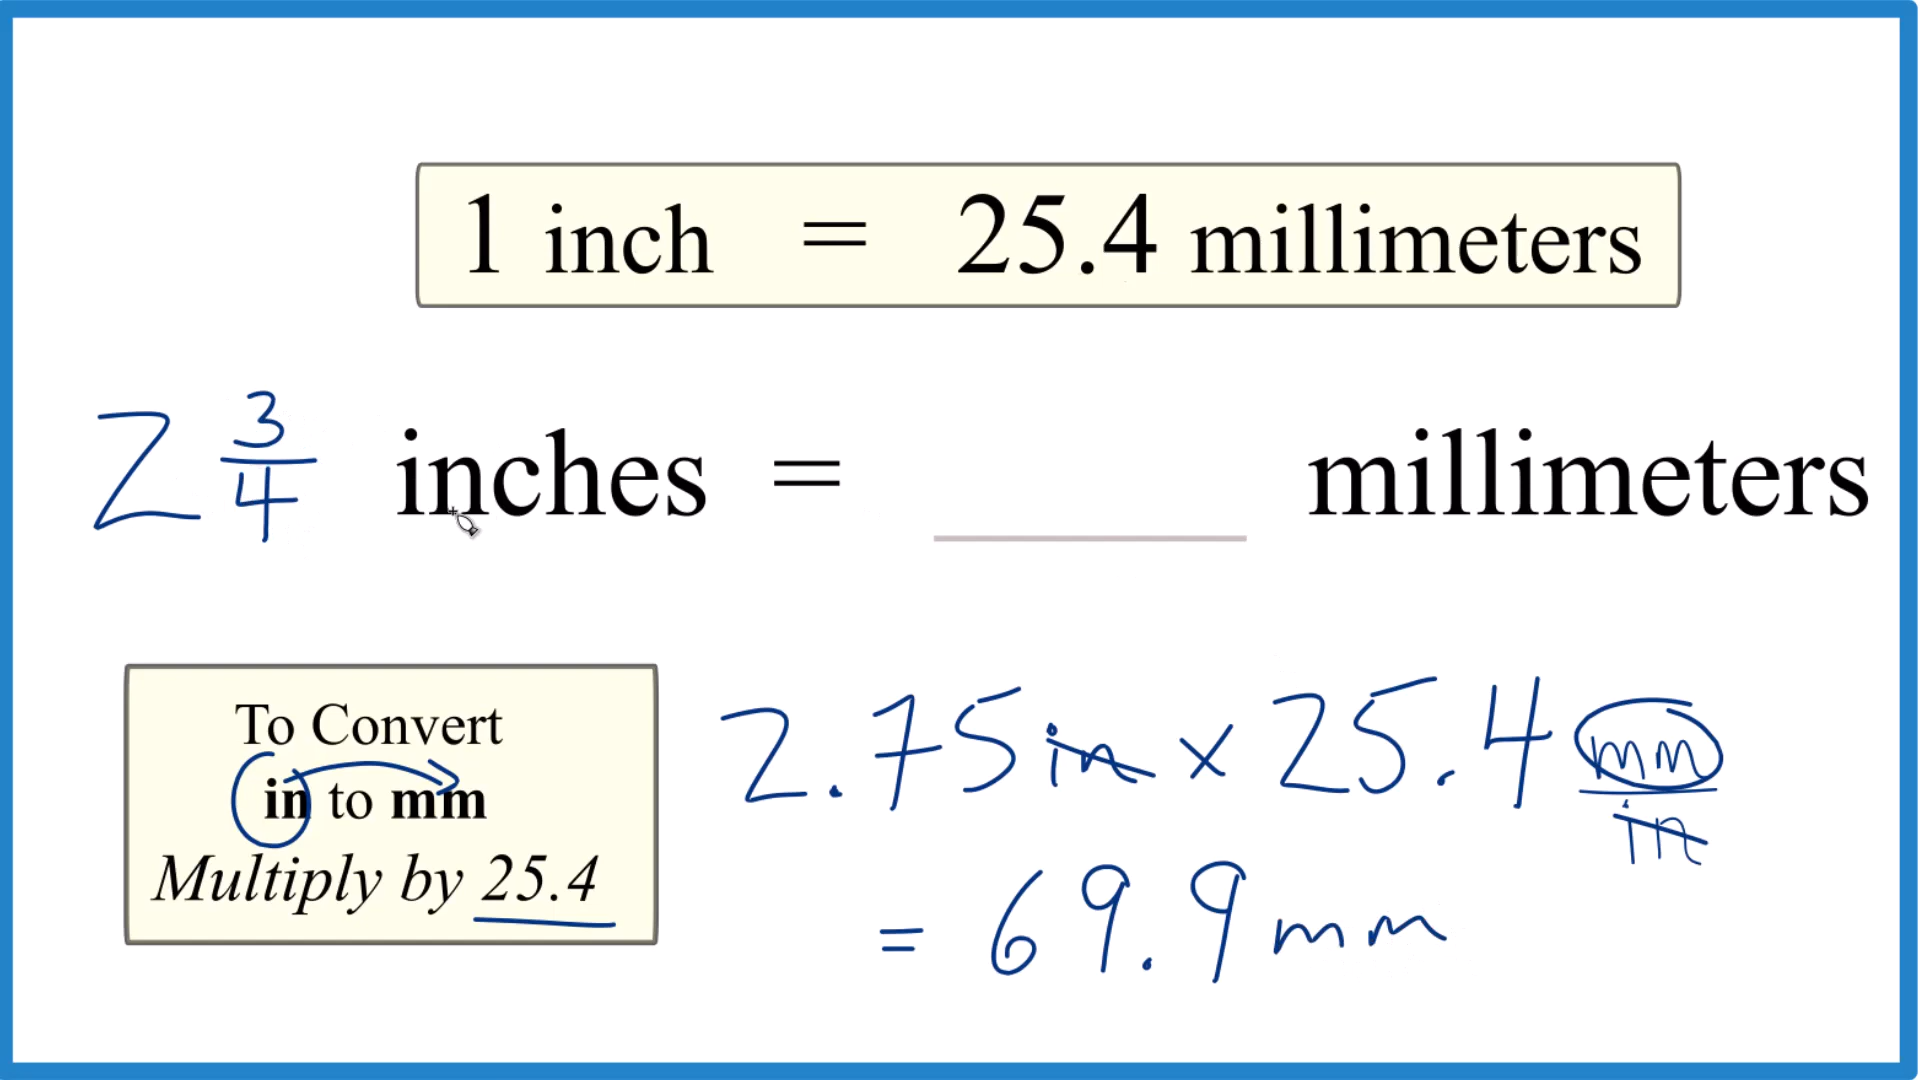 1 inch = 25.4 millimeters
2 3/4 inches = ______ millimeters
To Convert
in to mm
Multiply by 25.4
2.75 in x 25.4 mm/in
= 69.9 mm